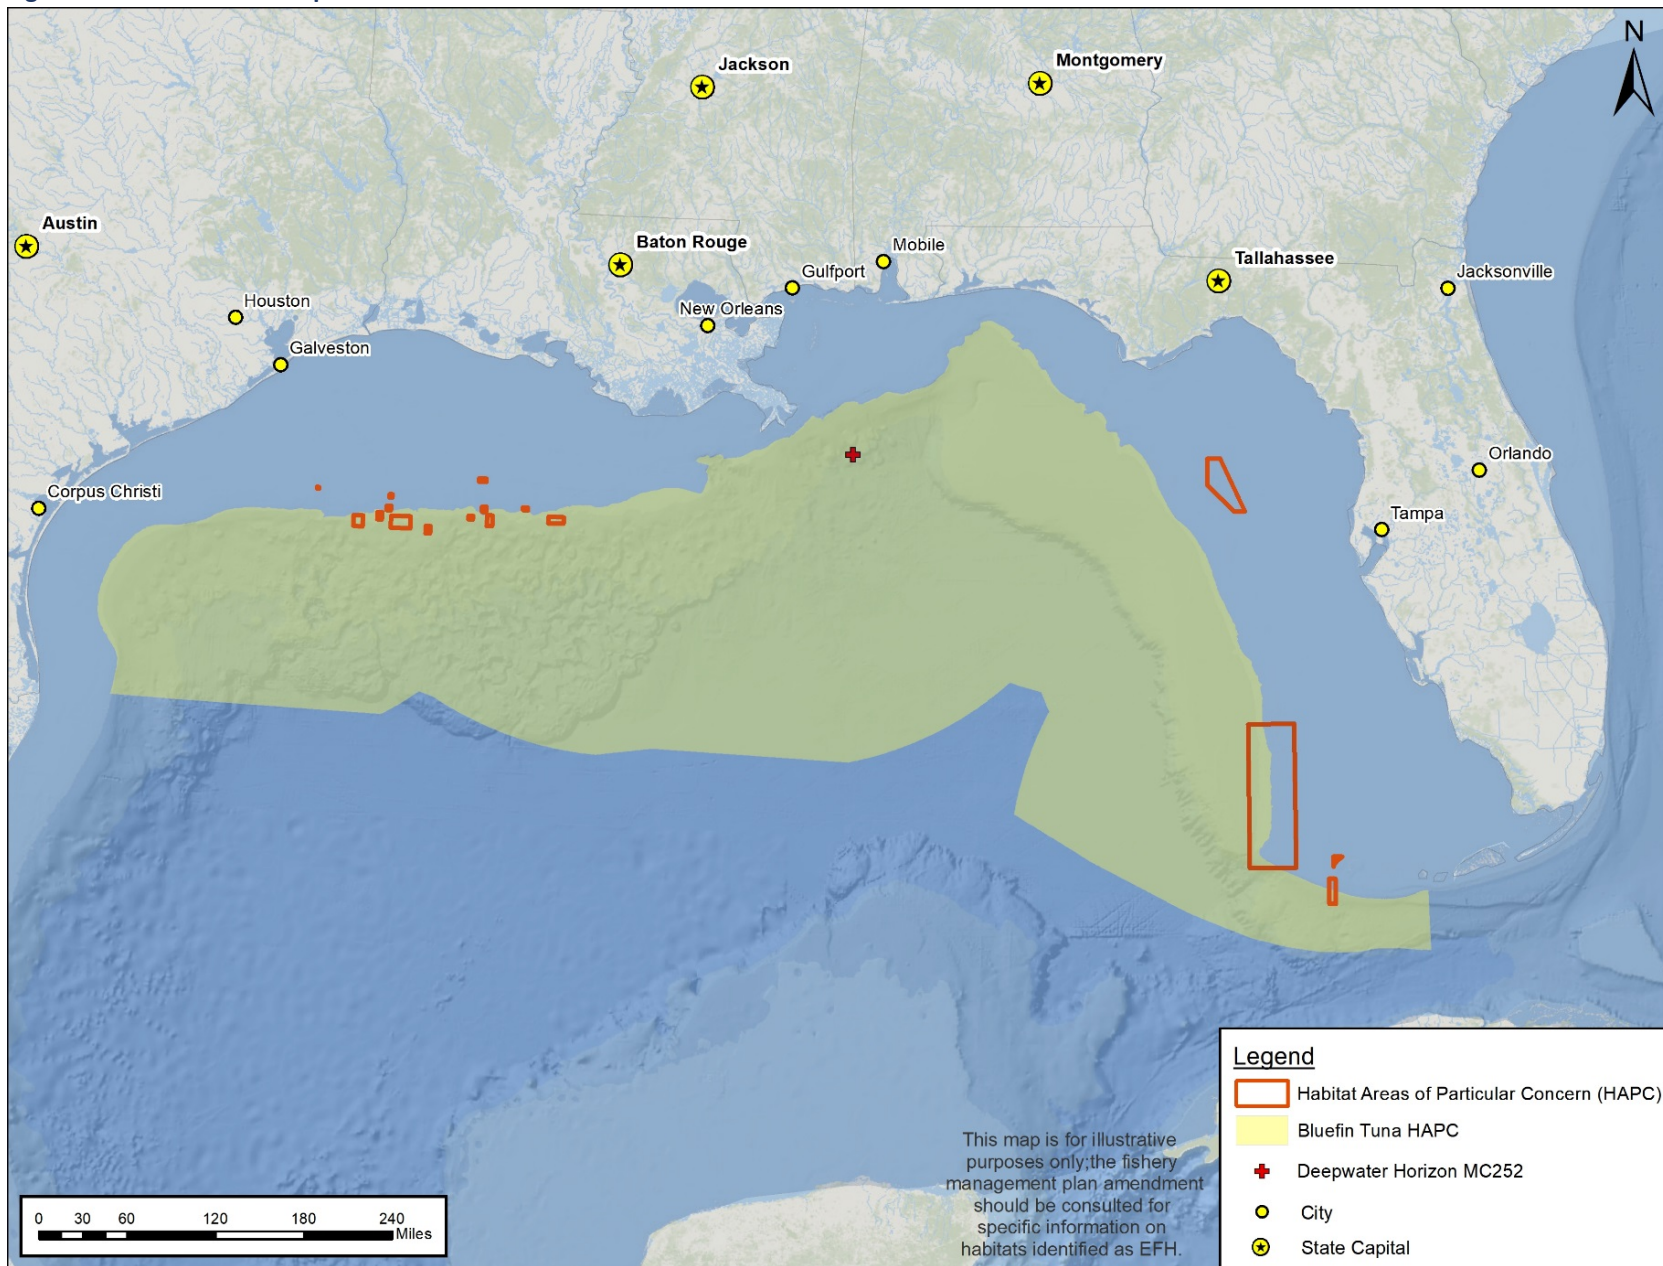 N
Jackson
Montgomery
Austin
Baton Rouge
Mobile
Gulfport
Tallahassee
Jacksonville
Houston
New Orleans
Galveston
Orlando
Corpus Christi
Tampa
Legend
Habitat Areas of Particular Concern (HAPC)
Bluefin Tuna HAPC
Deepwater Horizon MC252
City
State Capital
This map is for illustrative
purposes only;the fishery
management plan amendment
should be consulted for
specific information on
habitats identified as EFH.
0 30 60 120 180 240
Miles